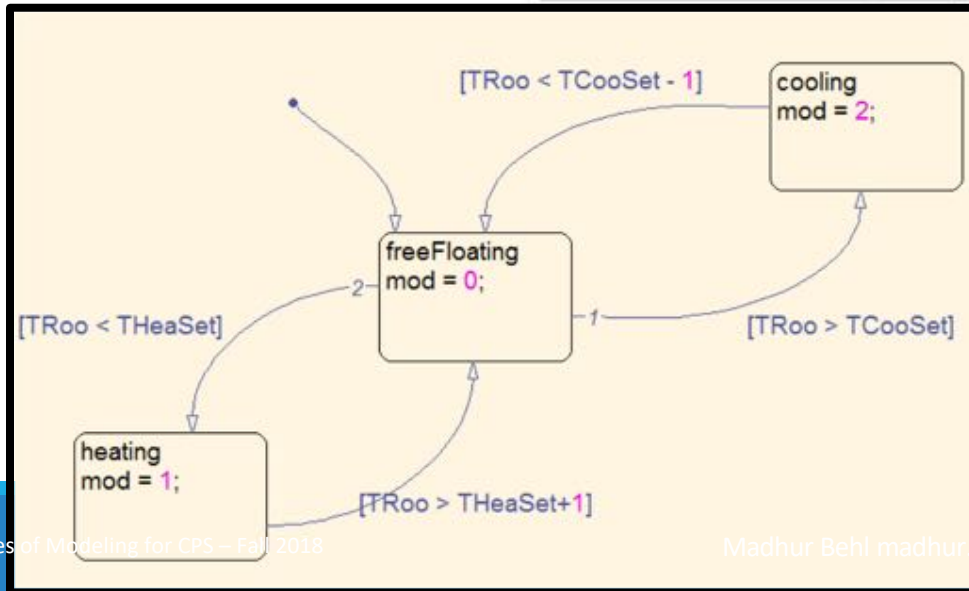 [TRoo < TCooSet - 1]
cooling
mod = 2;
freeFloating
mod = 0;
2
1
[TRoo < THeaSet]
[TRoo > TCooSet]
heating
mod = 1;
[TRoo > THeaSet+1]
es of Modeling for CPS – Fall 2018
Madhur Behl madhur